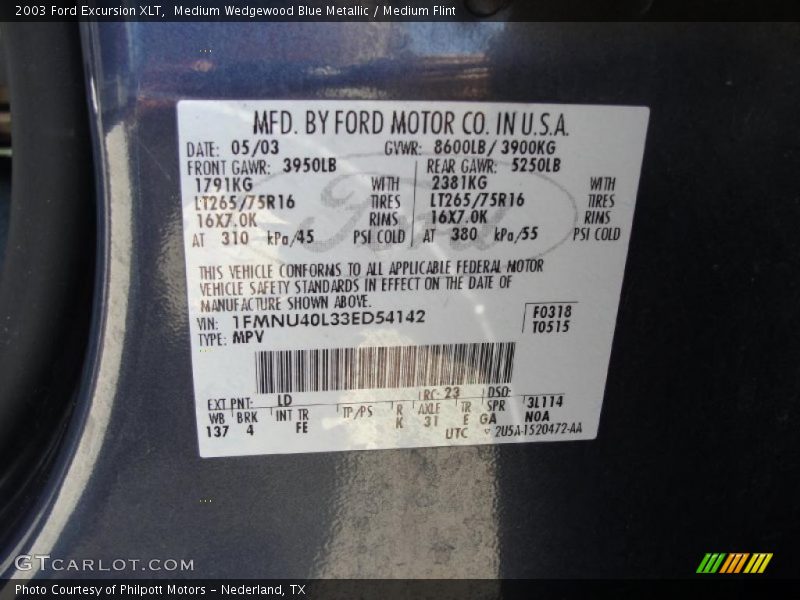 2003 Ford Excursion XLT, Medium Wedgewood Blue Metallic / Medium Flint
MFD. BY FORD MOTOR CO. IN U.S.A.
DATE: 05/03 GVWR: 8600LB / 3900KG
FRONT GAWR: 3950LB REAR GAWR: 5250LB
1791KG WITH 2381KG WITH
LT265/75R16 TIRES LT265/75R16 TIRES
16X7.0K RIMS 16X7.0K RIMS
AT 310 kPa/45 PSI COLD AT 380 kPa/55 PSI COLD
Ford
THIS VEHICLE CONFORMS TO ALL APPLICABLE FEDERAL MOTOR
VEHICLE SAFETY STANDARDS IN EFFECT ON THE DATE OF
MANUFACTURE SHOWN ABOVE.
VIN: 1FMNU40L33ED54142 F0318
TYPE: MPV T0515
EXT PNT: LD RC: 23 DSO: 3L114
WB BRK INT TR TP/PS R AXLE TR SPR N0A
137 4 FE K 31 E GA
UTC ▽ 2U5A-1520472-AA
GTCARLOT.COM
Photo Courtesy of Philpott Motors - Nederland, TX